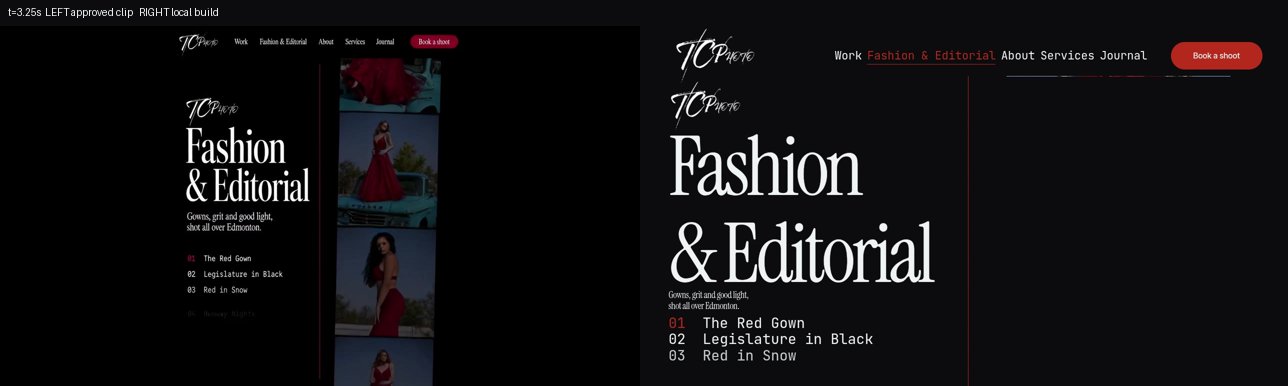 t=3.25s LEFT approved clip RIGHT local build
TCPhoto
Work Fashion & Editorial About Services Journal Book a shoot
TCPhoto
Fashion
& Editorial
Gowns, grit and good light,
shot all over Edmonton.
01 The Red Gown
02 Legislature in Black
03 Red in Snow
TCPhoto
Work Fashion & Editorial About Services Journal Book a shoot
TCPhoto
Fashion
& Editorial
Gowns, grit and good light,
shot all over Edmonton.
01 The Red Gown
02 Legislature in Black
03 Red in Snow